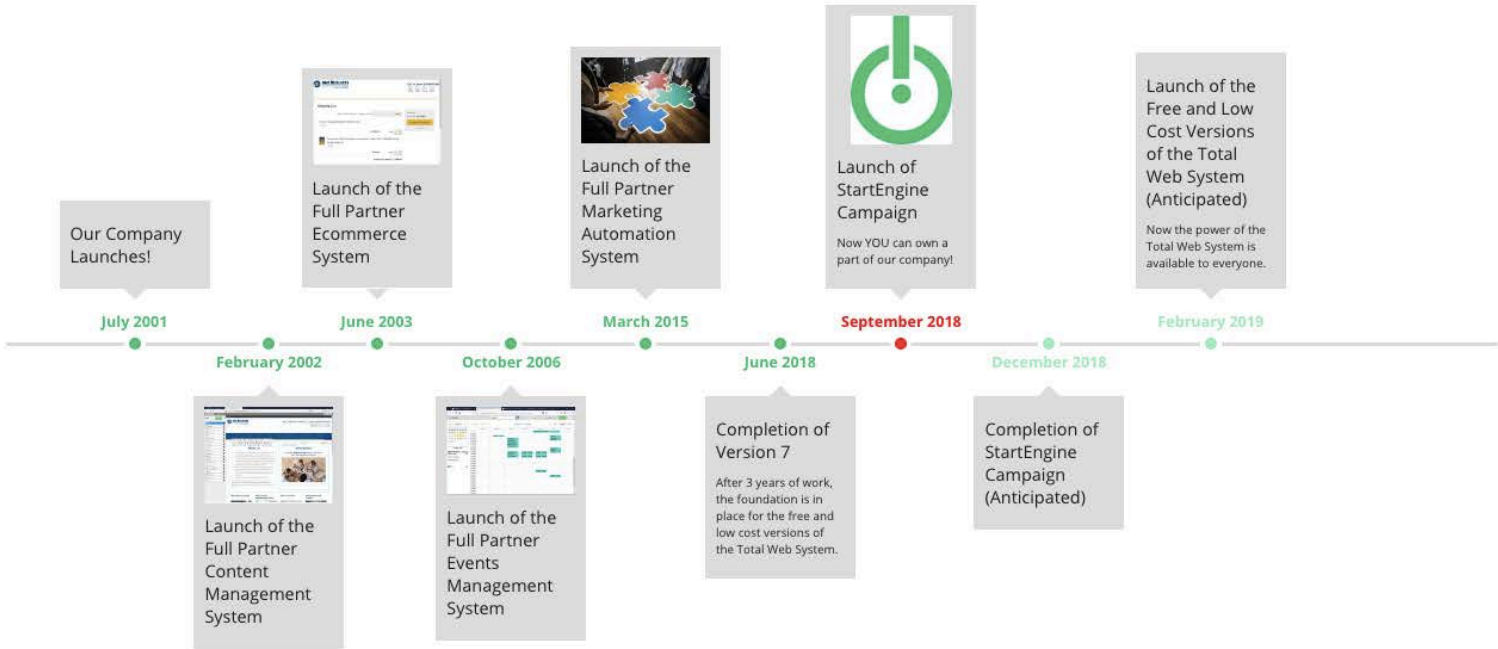 Our Company
Launches!
July 2001
February 2002
Launch of the
Full Partner
Content
Management
System
Launch of the
Full Partner
Ecommerce
System
June 2003
October 2006
Launch of the
Full Partner
Events
Management
System
Launch of the
Full Partner
Marketing
Automation
System
March 2015
June 2018
Completion of
Version 7
After 3 years of work,
the foundation is in
place for the free and
low cost versions of
the Total Web System.
Launch of
StartEngine
Campaign
Now YOU can own a
part of our company!
September 2018
December 2018
Completion of
StartEngine
Campaign
(Anticipated)
Launch of the
Free and Low
Cost Versions
of the Total
Web System
(Anticipated)
Now the power of the
Total Web System is
available to everyone.
February 2019